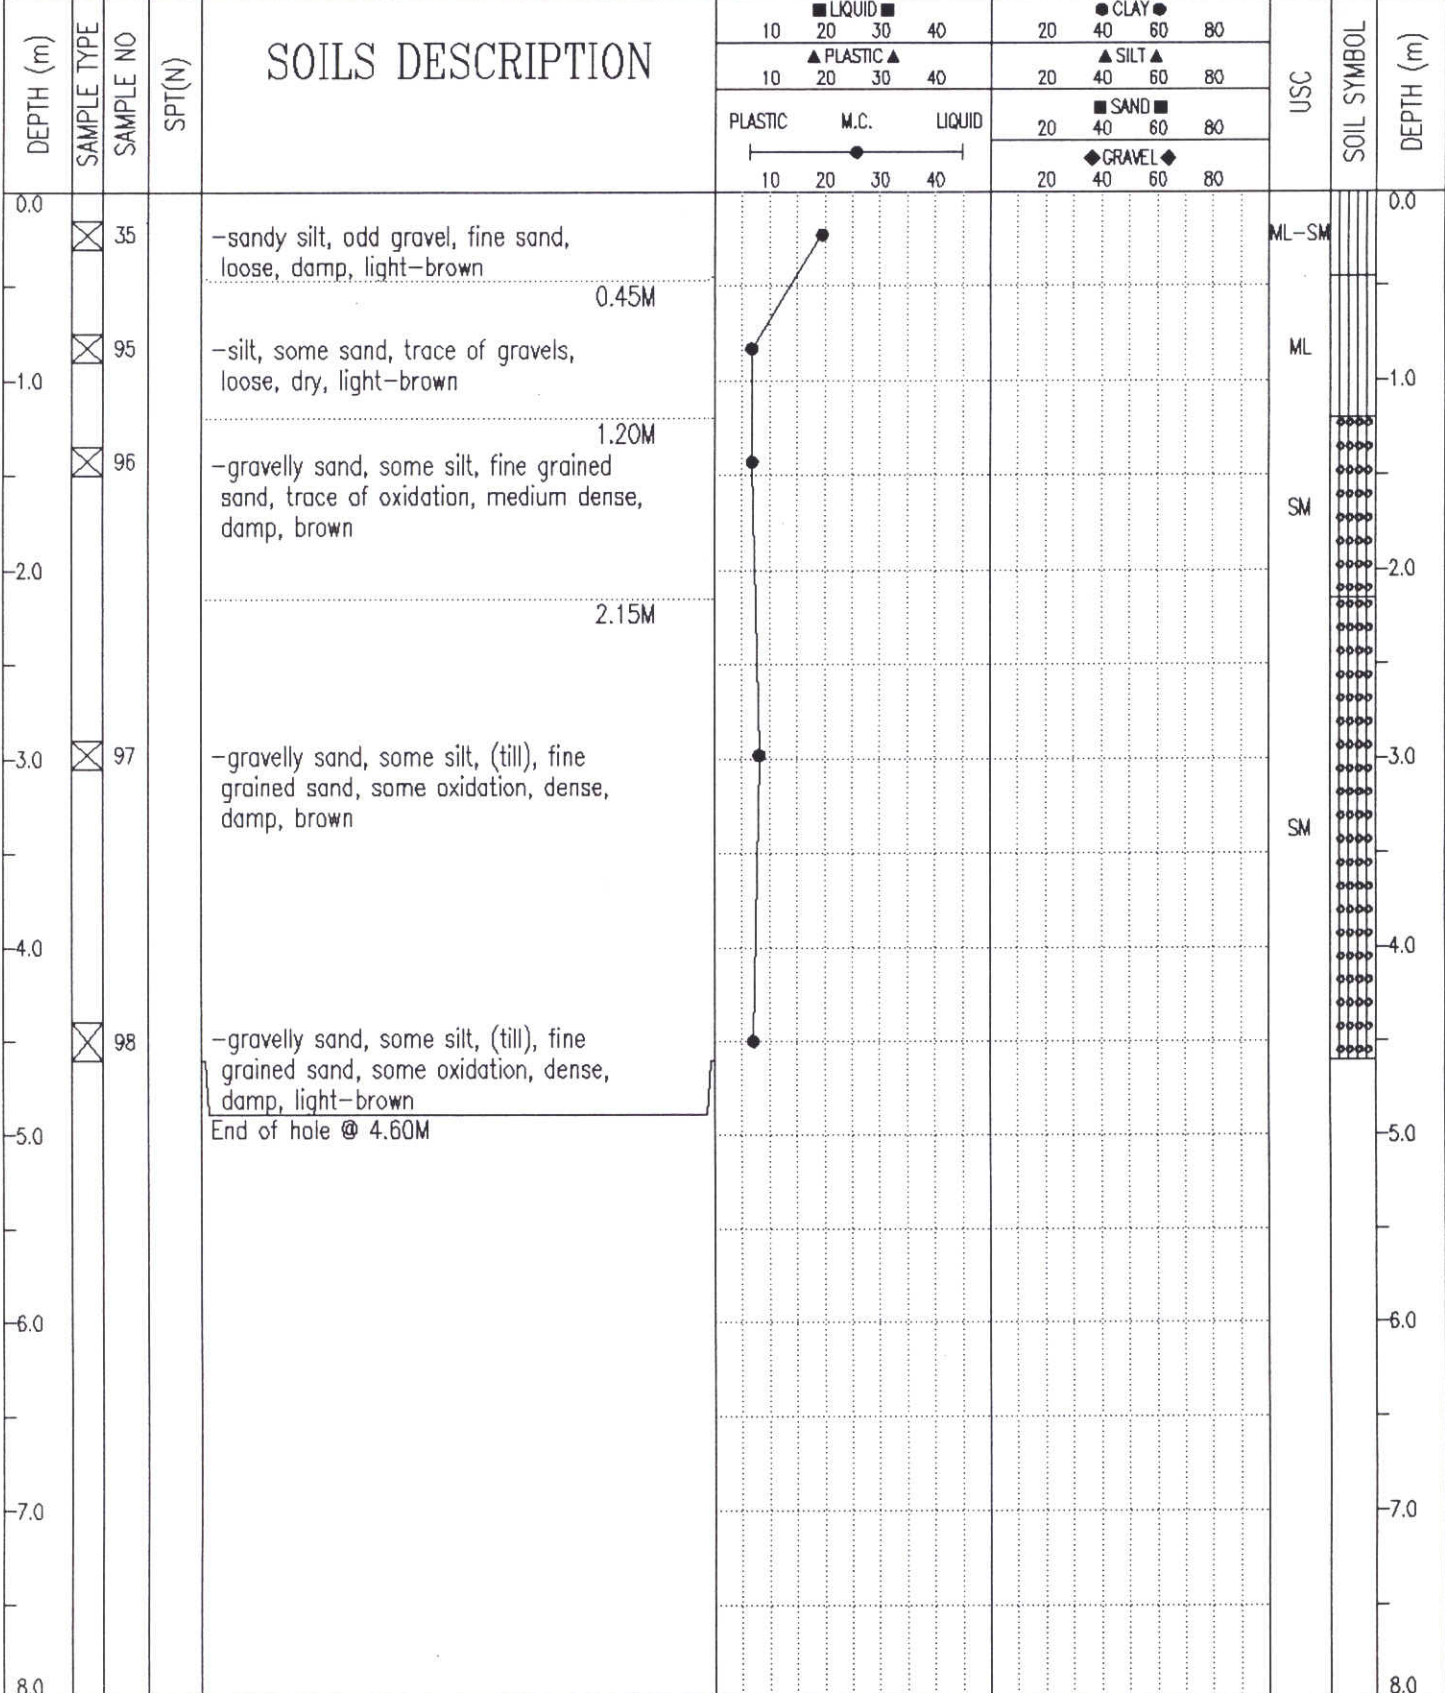 DEPTH (m)
SAMPLE TYPE
SAMPLE NO
SPT(N)
SOILS DESCRIPTION
■ LIQUID ■
10 20 30 40
▲ PLASTIC ▲
10 20 30 40
PLASTIC M.C. LIQUID
10 20 30 40
● CLAY ●
20 40 60 80
▲ SILT ▲
20 40 60 80
■ SAND ■
20 40 60 80
◆ GRAVEL ◆
20 40 60 80
USC
SOIL SYMBOL
DEPTH (m)
0.0 0.0
35 -sandy silt, odd gravel, fine sand, ML-SM
loose, damp, light-brown
0.45M
95 -silt, some sand, trace of gravels, ML
1.0 loose, dry, light-brown 1.0
1.20M
96 -gravelly sand, some silt, fine grained
sand, trace of oxidation, medium dense, SM
damp, brown
2.0 2.0
2.15M
3.0 97 -gravelly sand, some silt, (till), fine 3.0
grained sand, some oxidation, dense,
damp, brown SM
4.0 4.0
98 -gravelly sand, some silt, (till), fine
grained sand, some oxidation, dense,
damp, light-brown
5.0 End of hole @ 4.60M 5.0
6.0 6.0
7.0 7.0
8.0 8.0